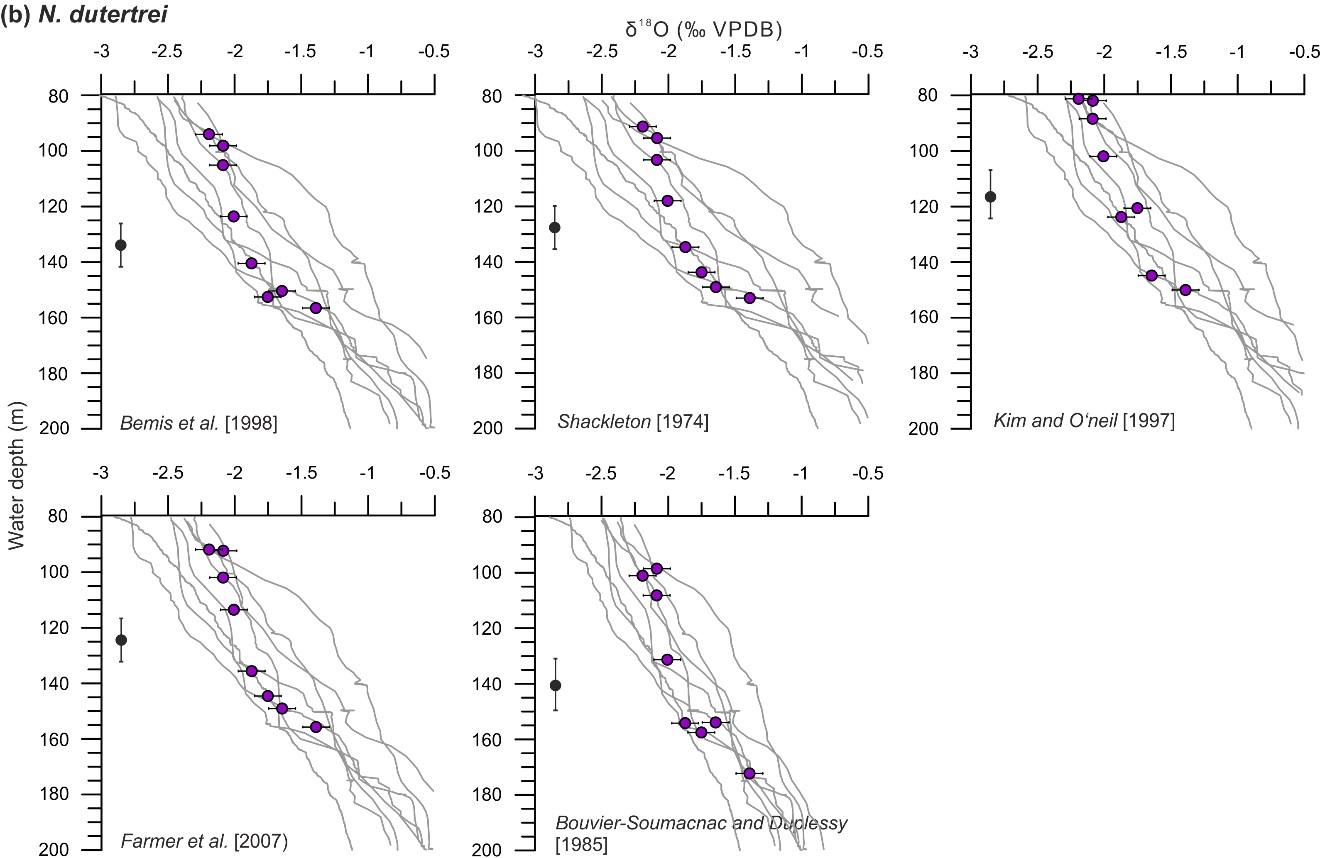 (b) N. dutertrei
δ18O (‰ VPDB)
-3 -2.5 -2 -1.5 -1 -0.5
-3 -2.5 -2 -1.5 -1 -0.5
-3 -2.5 -2 -1.5 -1 -0.5
80 80 80
100 100 100
120 120 120
140 140 140
160 160 160
180 180 180
200 200 200
Bemis et al. [1998]
Shackleton [1974]
Kim and O‘neil [1997]
Water depth (m)
-3 -2.5 -2 -1.5 -1 -0.5
-3 -2.5 -2 -1.5 -1 -0.5
80 80
100 100
120 120
140 140
160 160
180 180
200 200
Farmer et al. [2007)
Bouvier-Soumacnac and Duplessy
[1985]